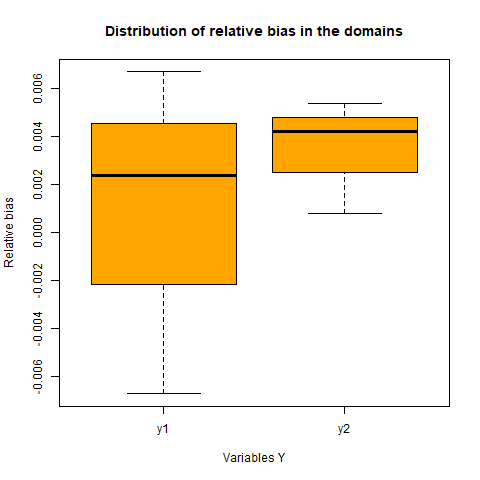 Distribution of relative bias in the domains
Relative bias
0.006
0.004
0.002
0.000
-0.002
-0.004
-0.006
y1 y2
Variables Y